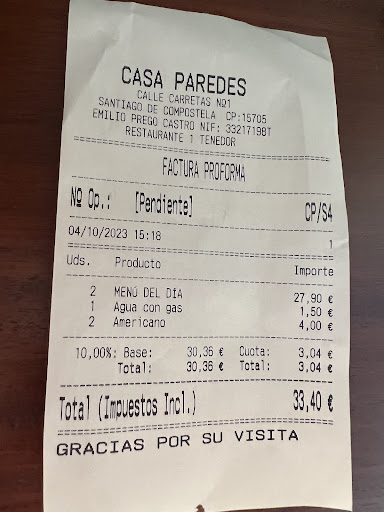 CASA PAREDES
CALLE CARRETAS Nº1
SANTIAGO DE COMPOSTELA CP:15705
EMILIO PREGO CASTRO NIF: 33217198T
RESTAURANTE 1 TENEDOR
FACTURA PROFORMA
Nº Op.: [Pendiente] CP/S4
04/10/2023 15:18 1
Uds. Producto Importe
2 MENÚ DEL DÍA 27,90 €
1 Agua con gas 1,50 €
2 Americano 4,00 €
10,00%: Base: 30,36 € Cuota: 3,04 €
Total: 30,36 € Total: 3,04 €
Total (Impuestos Incl.) 33,40 €
GRACIAS POR SU VISITA